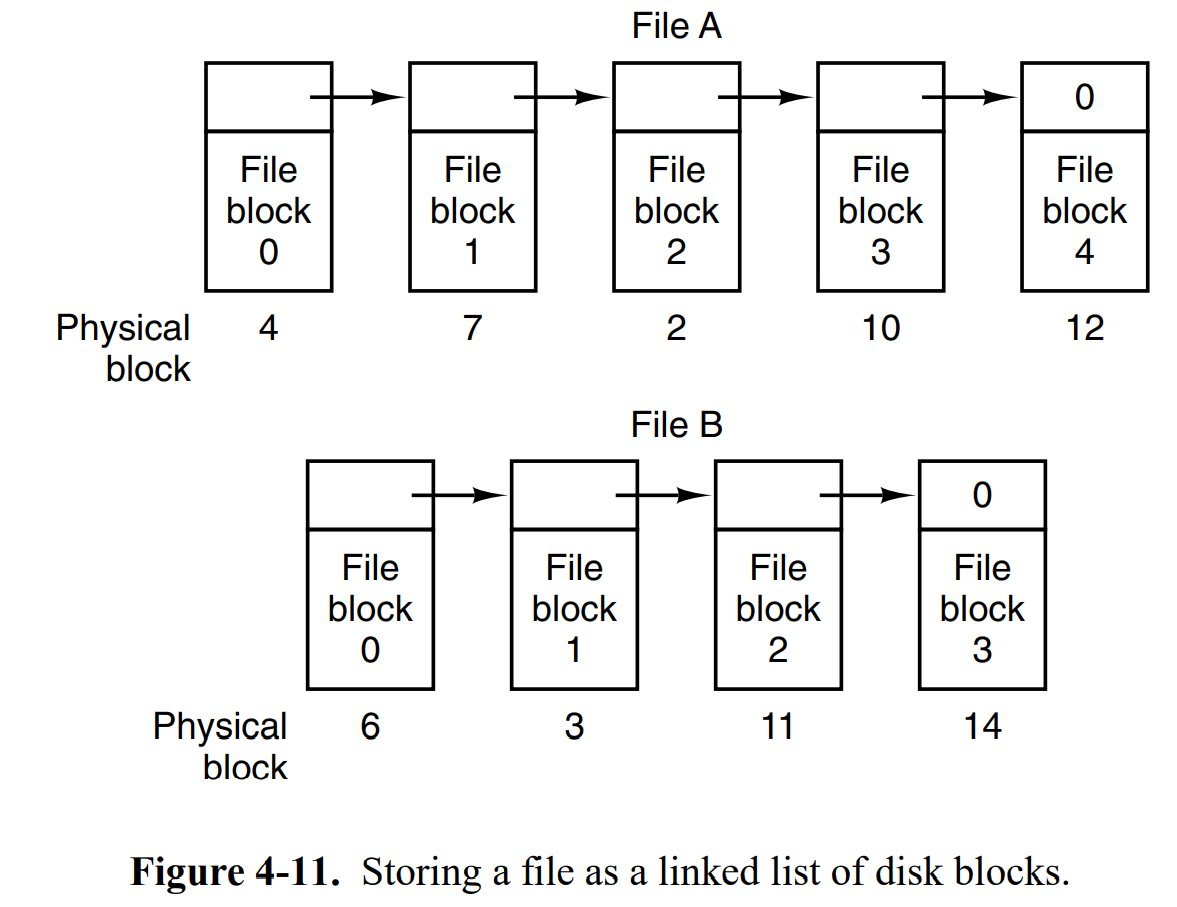 File A
0
File File File File File
block block block block block
0 1 2 3 4
Physical 4 7 2 10 12
block
File B
0
File File File File
block block block block
0 1 2 3
Physical 6 3 11 14
block
Figure 4-11. Storing a file as a linked list of disk blocks.